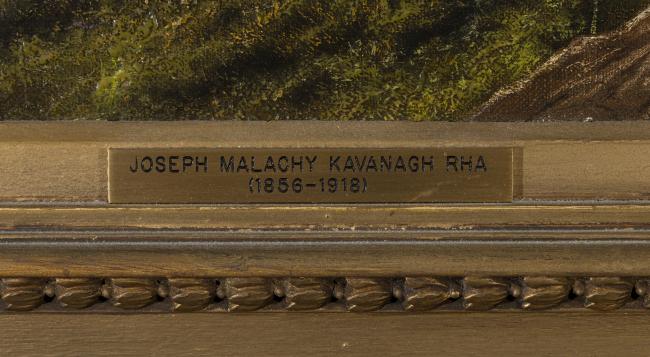 JOSEPH MALACHY KAVANAGH RHA
(1856-1918)